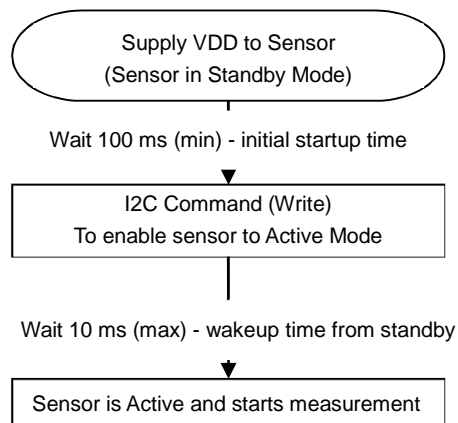 Supply VDD to Sensor
(Sensor in Standby Mode)
Wait 100 ms (min) - initial startup time
I2C Command (Write)
To enable sensor to Active Mode
Wait 10 ms (max) - wakeup time from standby
Sensor is Active and starts measurement